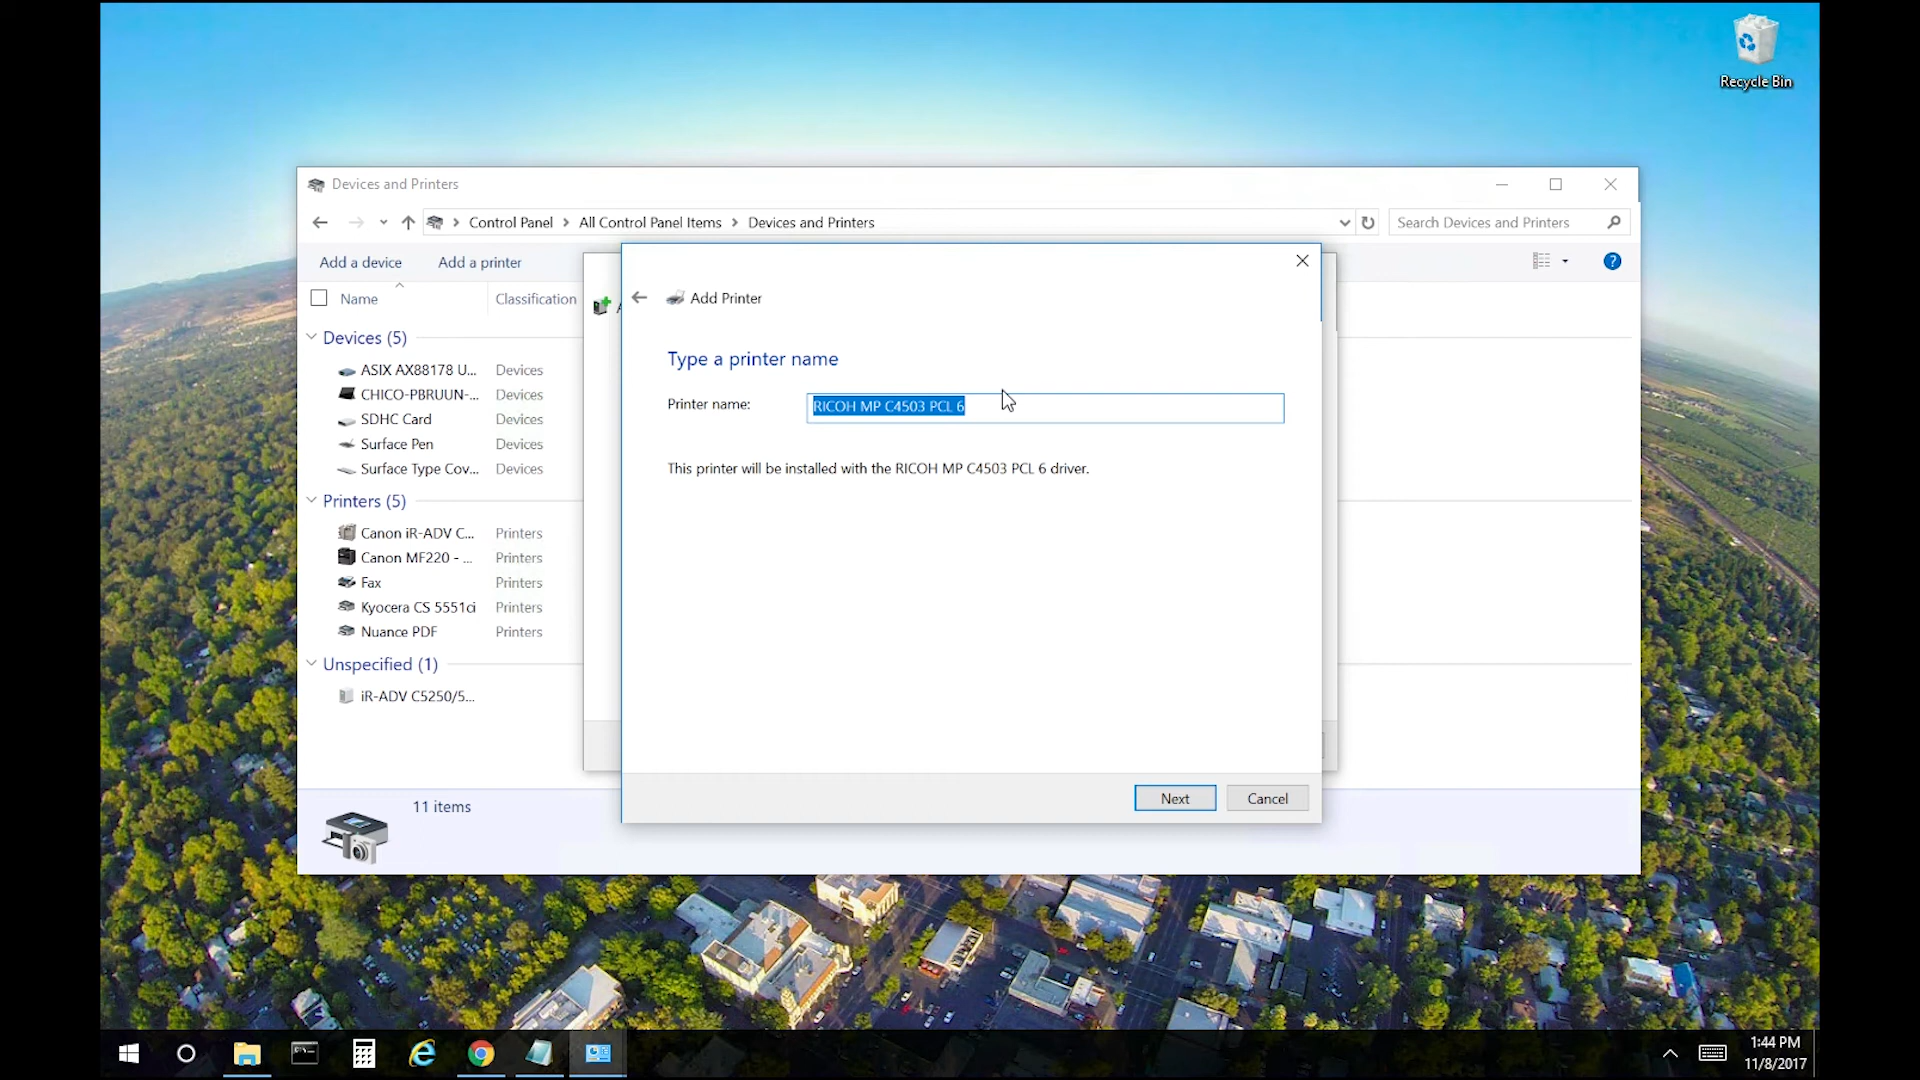 Recycle Bin
Devices and Printers
Control Panel
All Control Panel Items
Devices and Printers
Search Devices and Printers
Add a device
Add a printer
?
Name
Classification
Devices (5)
ASIX AX88178 U... Devices
CHICO-PBRUUN-... Devices
SDHC Card Devices
Surface Pen Devices
Surface Type Cov... Devices
Printers (5)
Canon iR-ADV C... Printers
Canon MF220 - ... Printers
Fax Printers
Kyocera CS 5551ci Printers
Nuance PDF Printers
Unspecified (1)
iR-ADV C5250/5...
11 items
Add Printer
Type a printer name
Printer name: RICOH MP C4503 PCL 6
This printer will be installed with the RICOH MP C4503 PCL 6 driver.
Next
Cancel
1:44 PM
11/8/2017